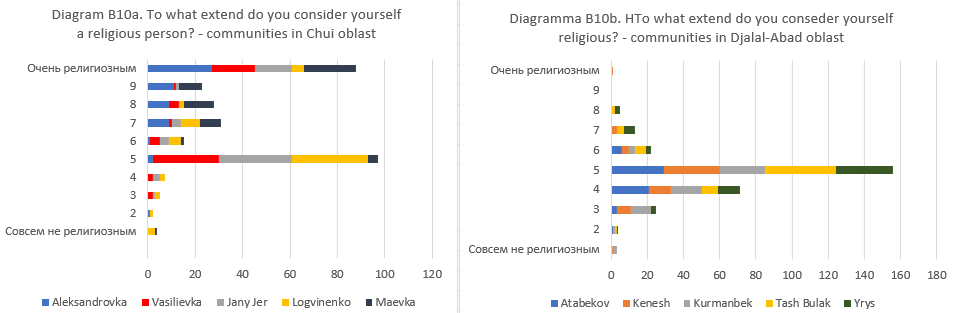 Diagram B10a. To what extend do you consider yourself
a religious person? - communities in Chui oblast
Очень религиозным
9
8
7
6
5
4
3
2
Совсем не религиозным
0 20 40 60 80 100 120
Aleksandrovka Vasilievka Jany Jer Logvinenko Maevka
Diagramma B10b. HTo what extend do you conseder yourself
religious? - communities in Djalal-Abad oblast
Очень религиозным
9
8
7
6
5
4
3
2
Совсем не религиозным
0 20 40 60 80 100 120 140 160 180
Atabekov Kenesh Kurmanbek Tash Bulak Yrys